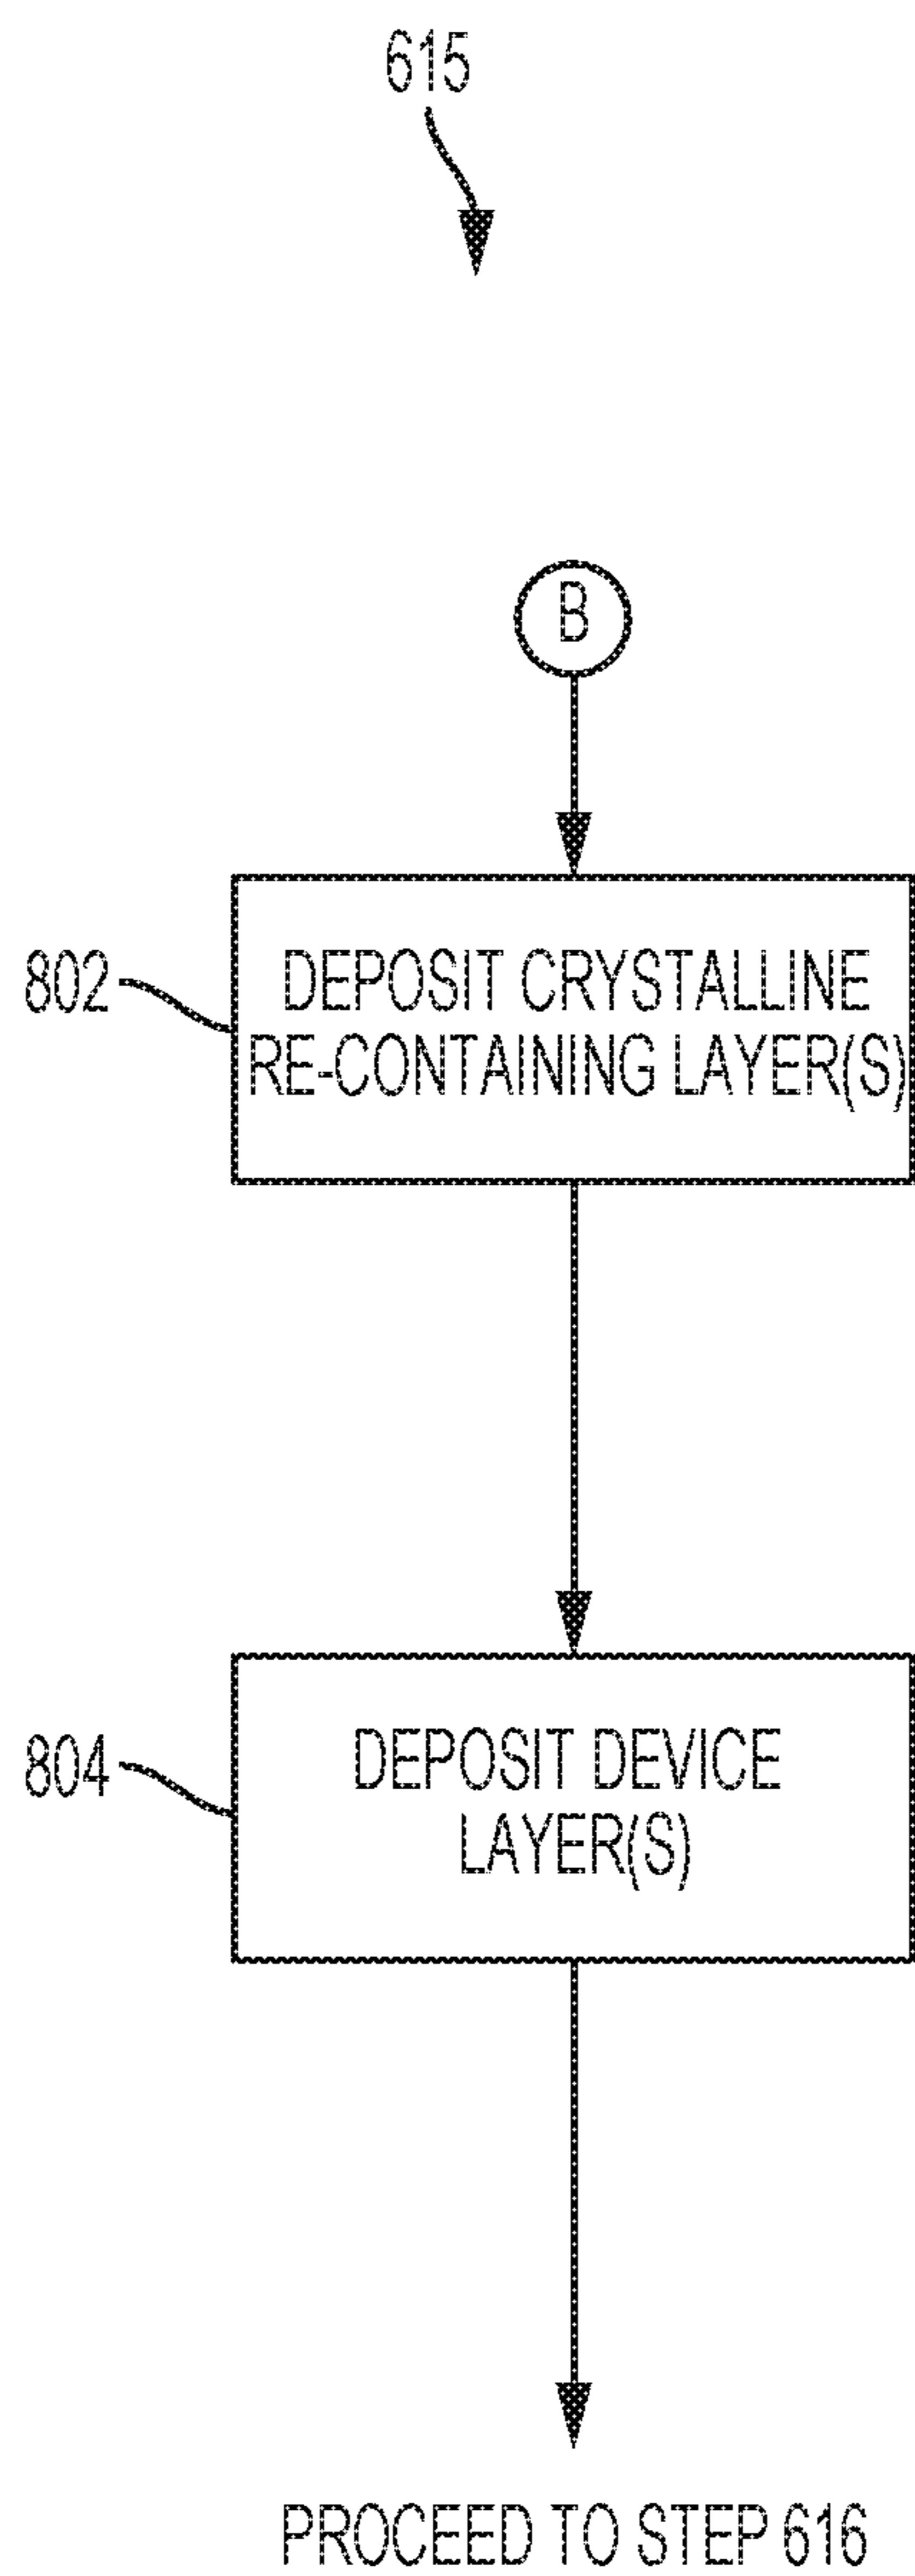 615
B
802
DEPOSIT CRYSTALLINE
RE-CONTAINING LAYER(S)
804
DEPOSIT DEVICE
LAYER(S)
PROCEED TO STEP 616